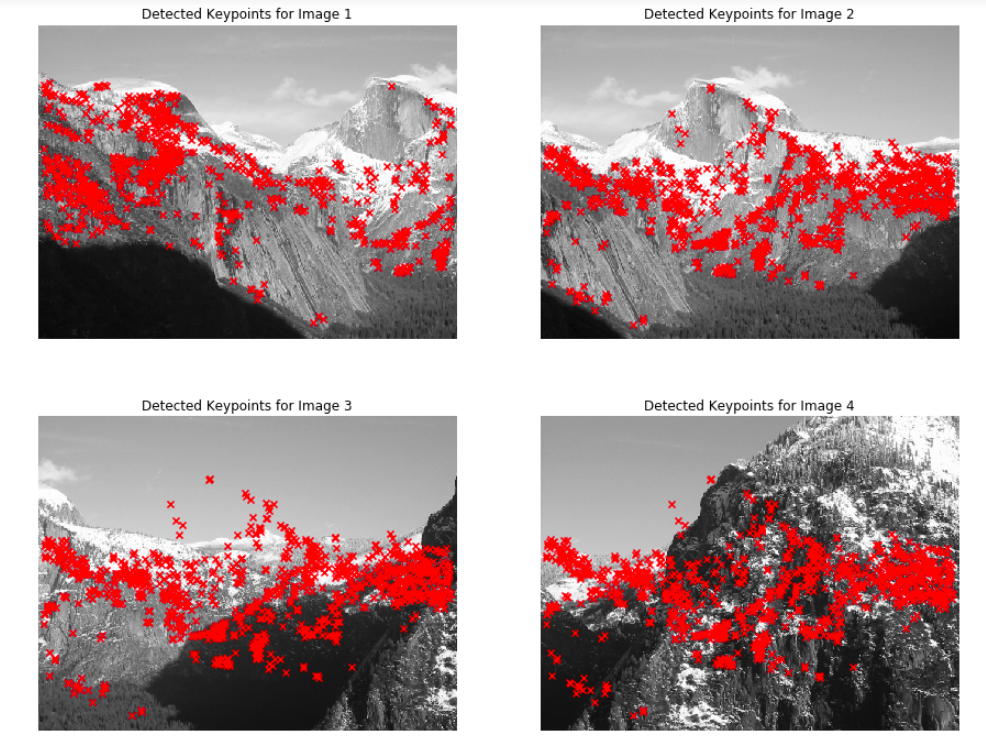 Detected Keypoints for Image 1
Detected Keypoints for Image 2
Detected Keypoints for Image 3
Detected Keypoints for Image 4